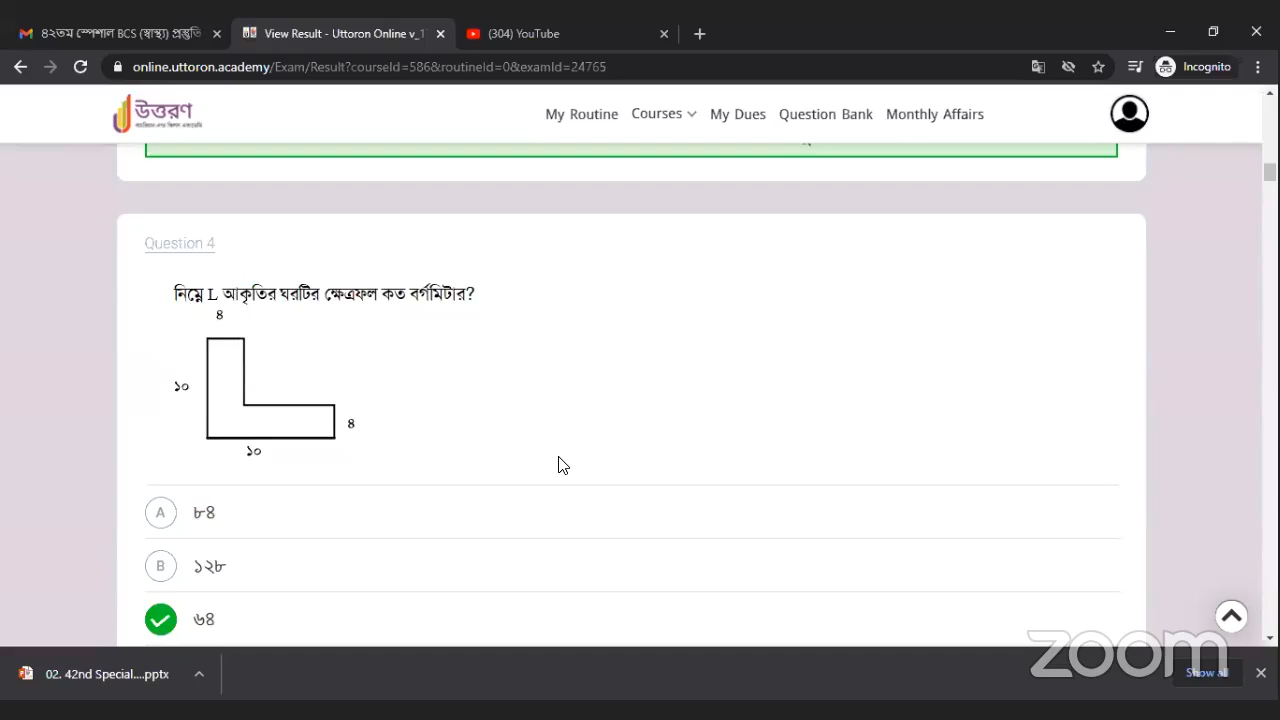 ৪২তম স্পেশাল BCS (স্বাস্থ্য) প্রস্তুতি
View Result - Uttoron Online v_1
(304) YouTube
online.uttoron.academy/Exam/Result?courseId=586&routineId=0&examId=24765
Incognito
উত্তরণ
My Routine
Courses
My Dues
Question Bank
Monthly Affairs
Question 4
নিম্নে L আকৃতির ঘরটির ক্ষেত্রফল কত বর্গমিটার?
৪
১০
৪
১০
A ৮৪
B ১২৮
৬৪
zoom
02. 42nd Special....pptx
Show all